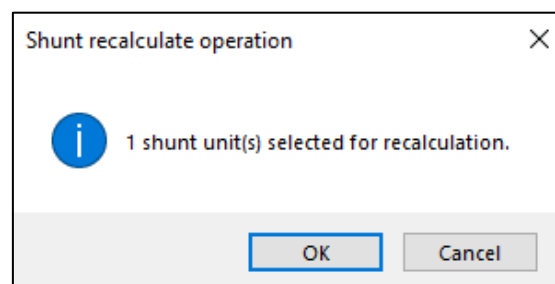 Shunt recalculate operation
1 shunt unit(s) selected for recalculation.
OK
Cancel